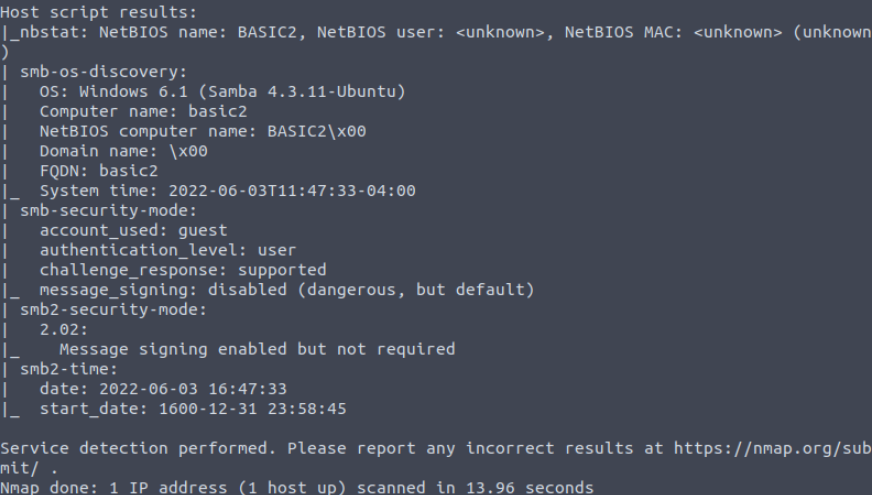 Host script results:
|_nbstat: NetBIOS name: BASIC2, NetBIOS user: <unknown>, NetBIOS MAC: <unknown> (unknown
)
| smb-os-discovery:
|   OS: Windows 6.1 (Samba 4.3.11-Ubuntu)
|   Computer name: basic2
|   NetBIOS computer name: BASIC2\x00
|   Domain name: \x00
|   FQDN: basic2
|_  System time: 2022-06-03T11:47:33-04:00
| smb-security-mode:
|   account_used: guest
|   authentication_level: user
|   challenge_response: supported
|_  message_signing: disabled (dangerous, but default)
| smb2-security-mode:
|   2.02:
|_    Message signing enabled but not required
| smb2-time:
|   date: 2022-06-03 16:47:33
|_  start_date: 1600-12-31 23:58:45

Service detection performed. Please report any incorrect results at https://nmap.org/sub
mit/ .
Nmap done: 1 IP address (1 host up) scanned in 13.96 seconds